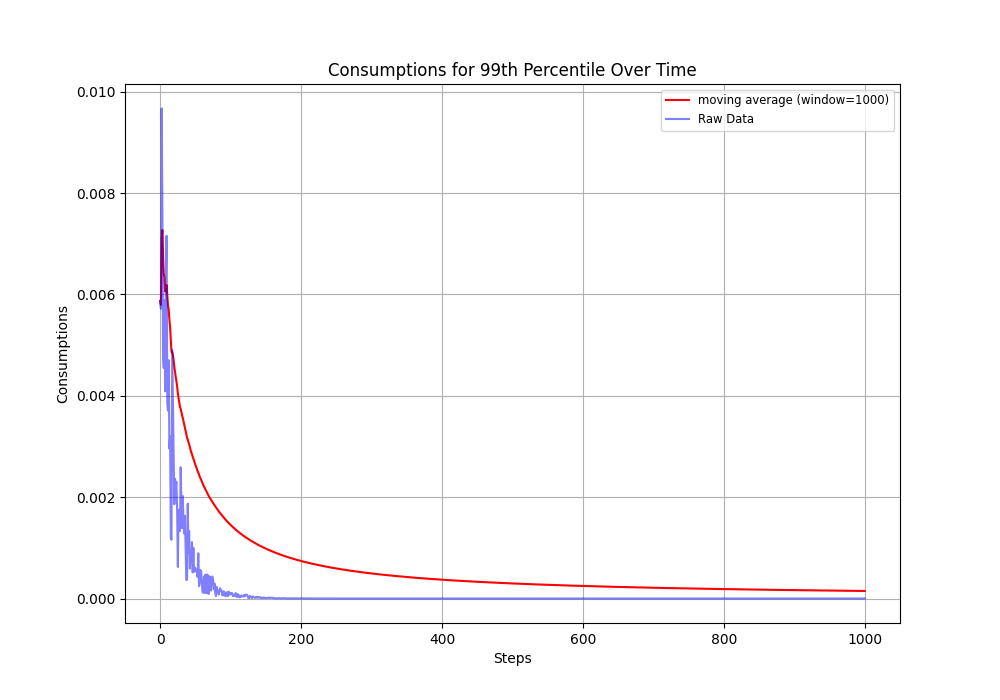 Consumptions for 99th Percentile Over Time
moving average (window=1000)
Raw Data
Consumptions
0.010
0.008
0.006
0.004
0.002
0.000
0 200 400 600 800 1000
Steps